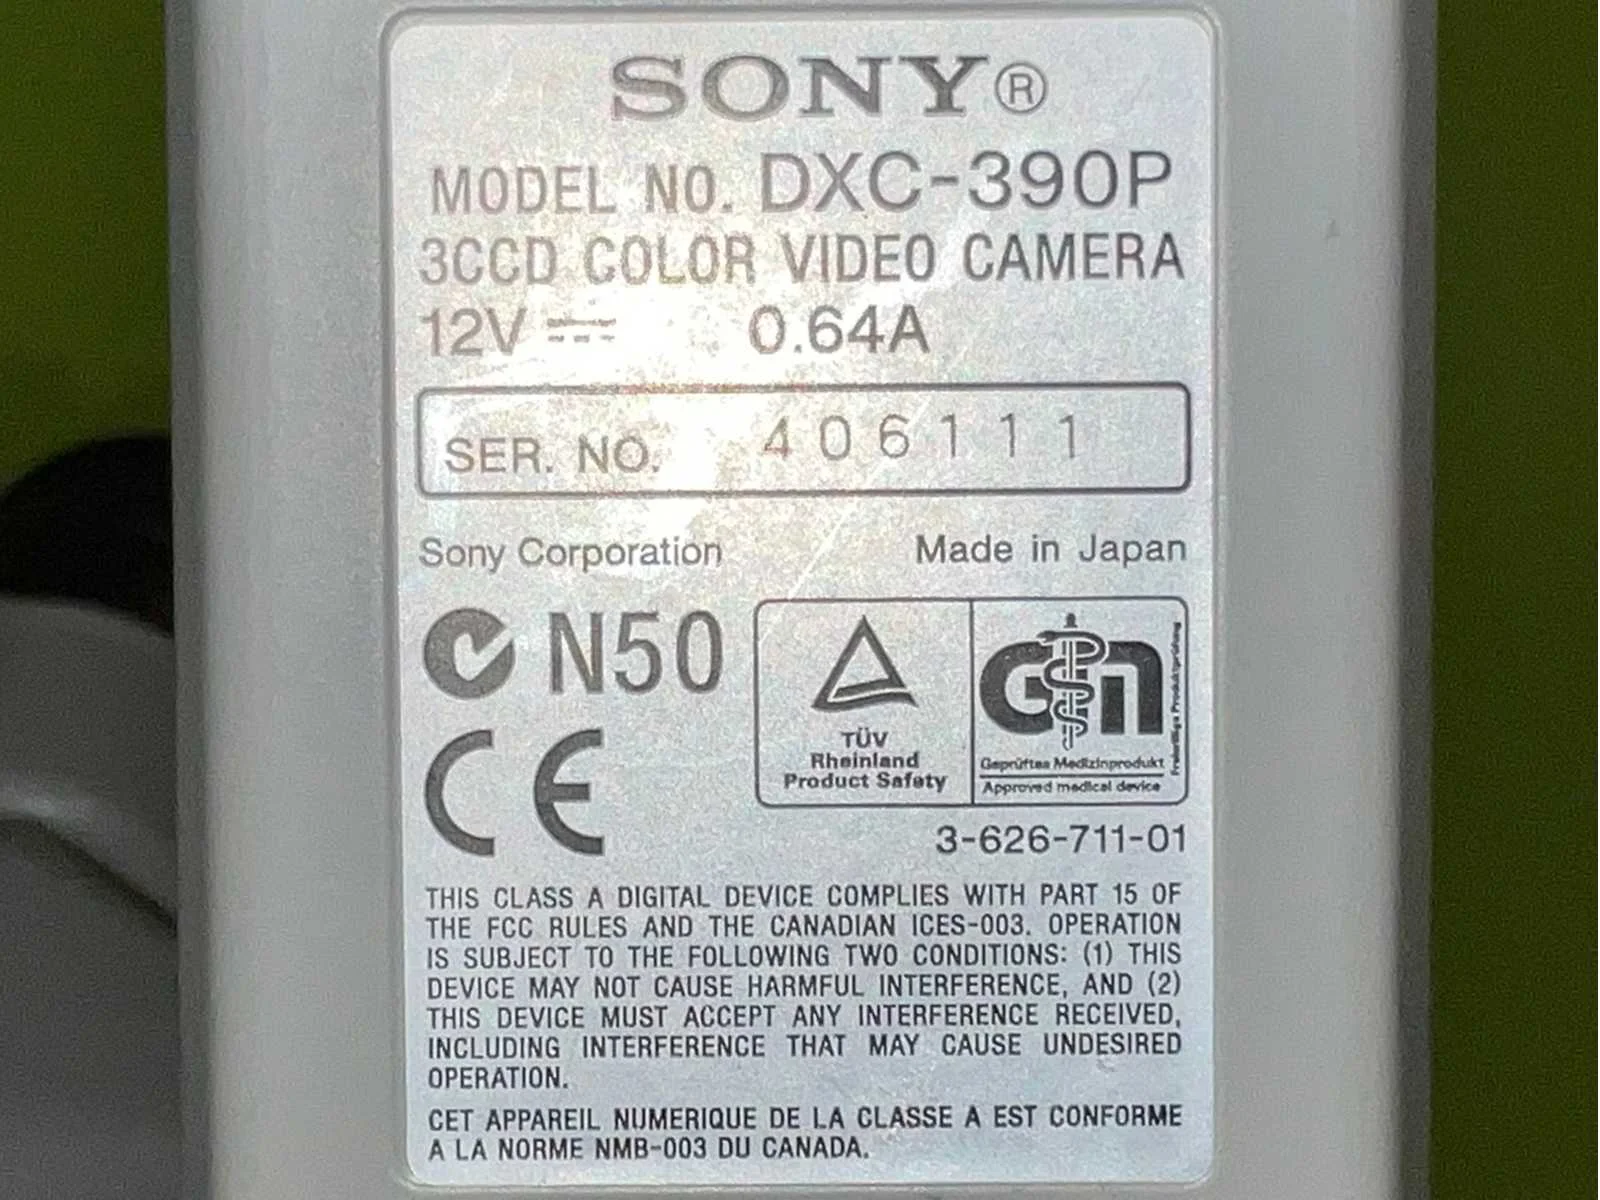 SONY®
MODEL NO. DXC-390P
3CCD COLOR VIDEO CAMERA
12V ⎓ 0.64A
SER. NO. 406111
Sony Corporation Made in Japan
N50
TÜV
Rheinland
Product Safety
Geprüftes Medizinprodukt
Approved medical device
Freiwillige Produktprüfung
CE
3-626-711-01
THIS CLASS A DIGITAL DEVICE COMPLIES WITH PART 15 OF
THE FCC RULES AND THE CANADIAN ICES-003. OPERATION
IS SUBJECT TO THE FOLLOWING TWO CONDITIONS: (1) THIS
DEVICE MAY NOT CAUSE HARMFUL INTERFERENCE, AND (2)
THIS DEVICE MUST ACCEPT ANY INTERFERENCE RECEIVED,
INCLUDING INTERFERENCE THAT MAY CAUSE UNDESIRED
OPERATION.
CET APPAREIL NUMERIQUE DE LA CLASSE A EST CONFORME
A LA NORME NMB-003 DU CANADA.